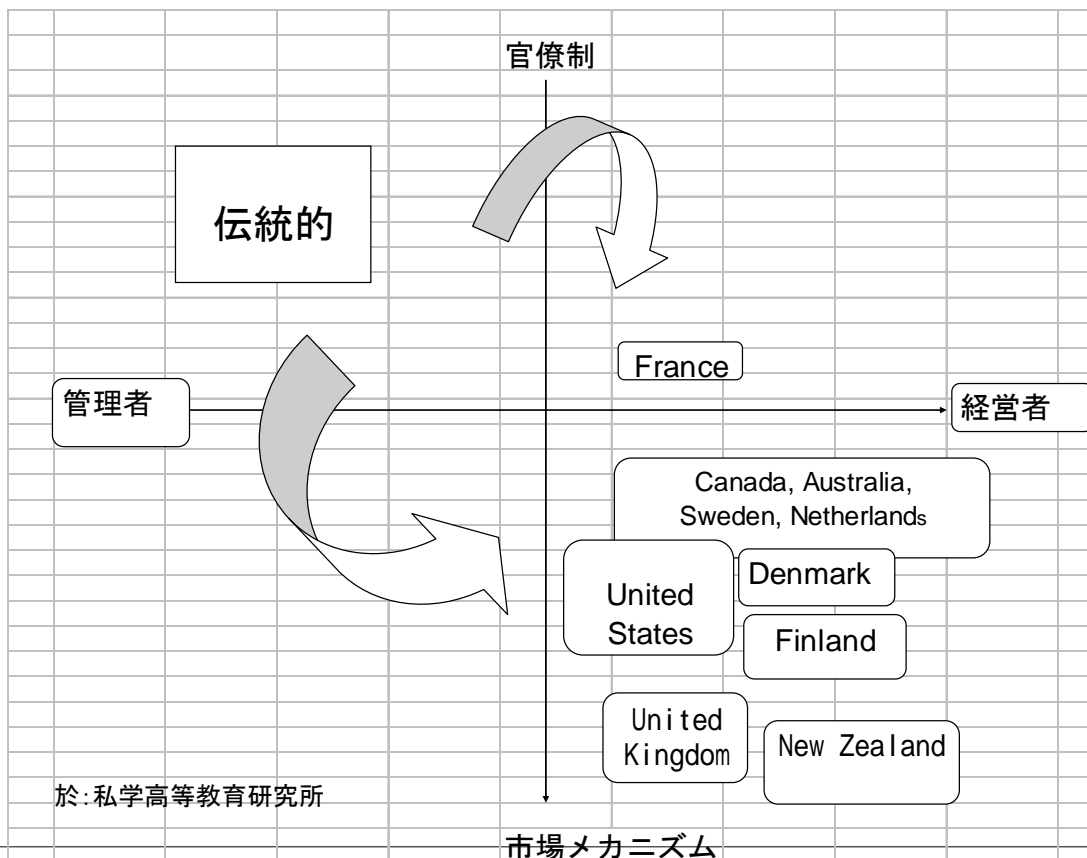 官僚制
伝統的
France
管理者
経営者
Canada, Australia,
Sweden, Netherlands
United
States
Denmark
Finland
United
Kingdom
New Zealand
於:私学高等教育研究所
市場メカニズム